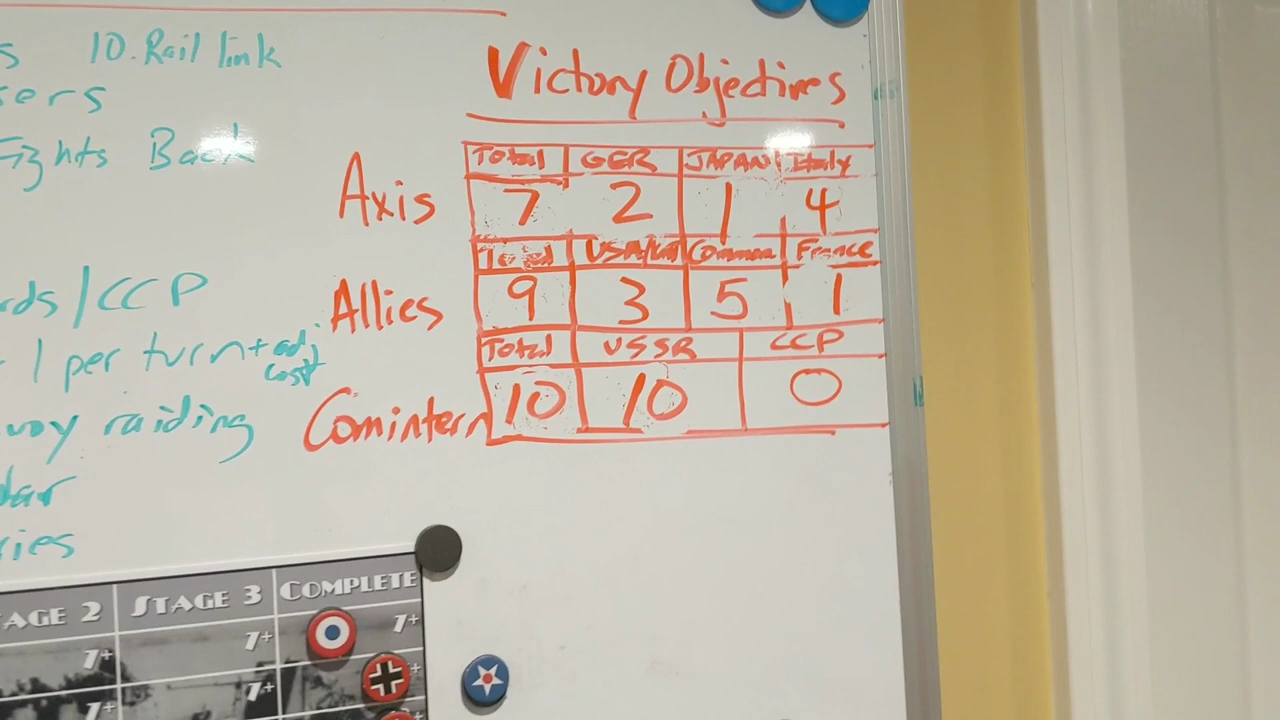 s 10. Rail link
sers
Fights Back
rds/CCP
1 per turn + adj
cost
voy raiding
dar
ries
Victory Objectives
Axis
Total GER JAPAN Italy
7 2 1 4
Allies
Total USA/ Common France
9 3 5 1
Comintern
Total USSR CCP
10 10 0
AGE 2 STAGE 3 COMPLETE
7+ 7+ 7+
7+ 7+ +